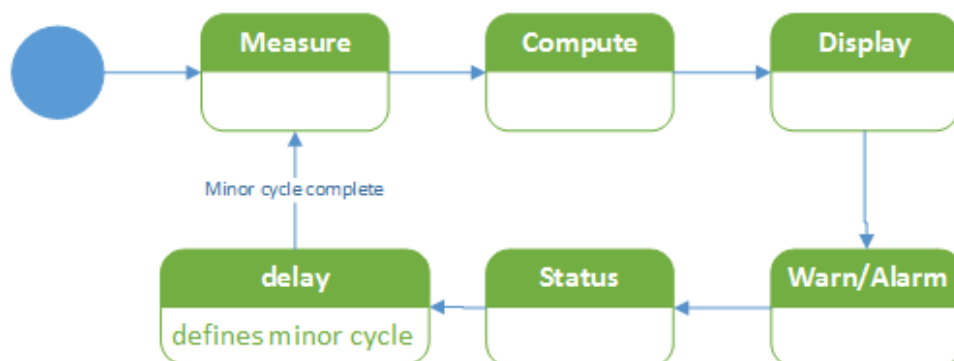 Measure
Compute
Display
Minor cycle complete
delay
Status
Warn/Alarm
defines minor cycle